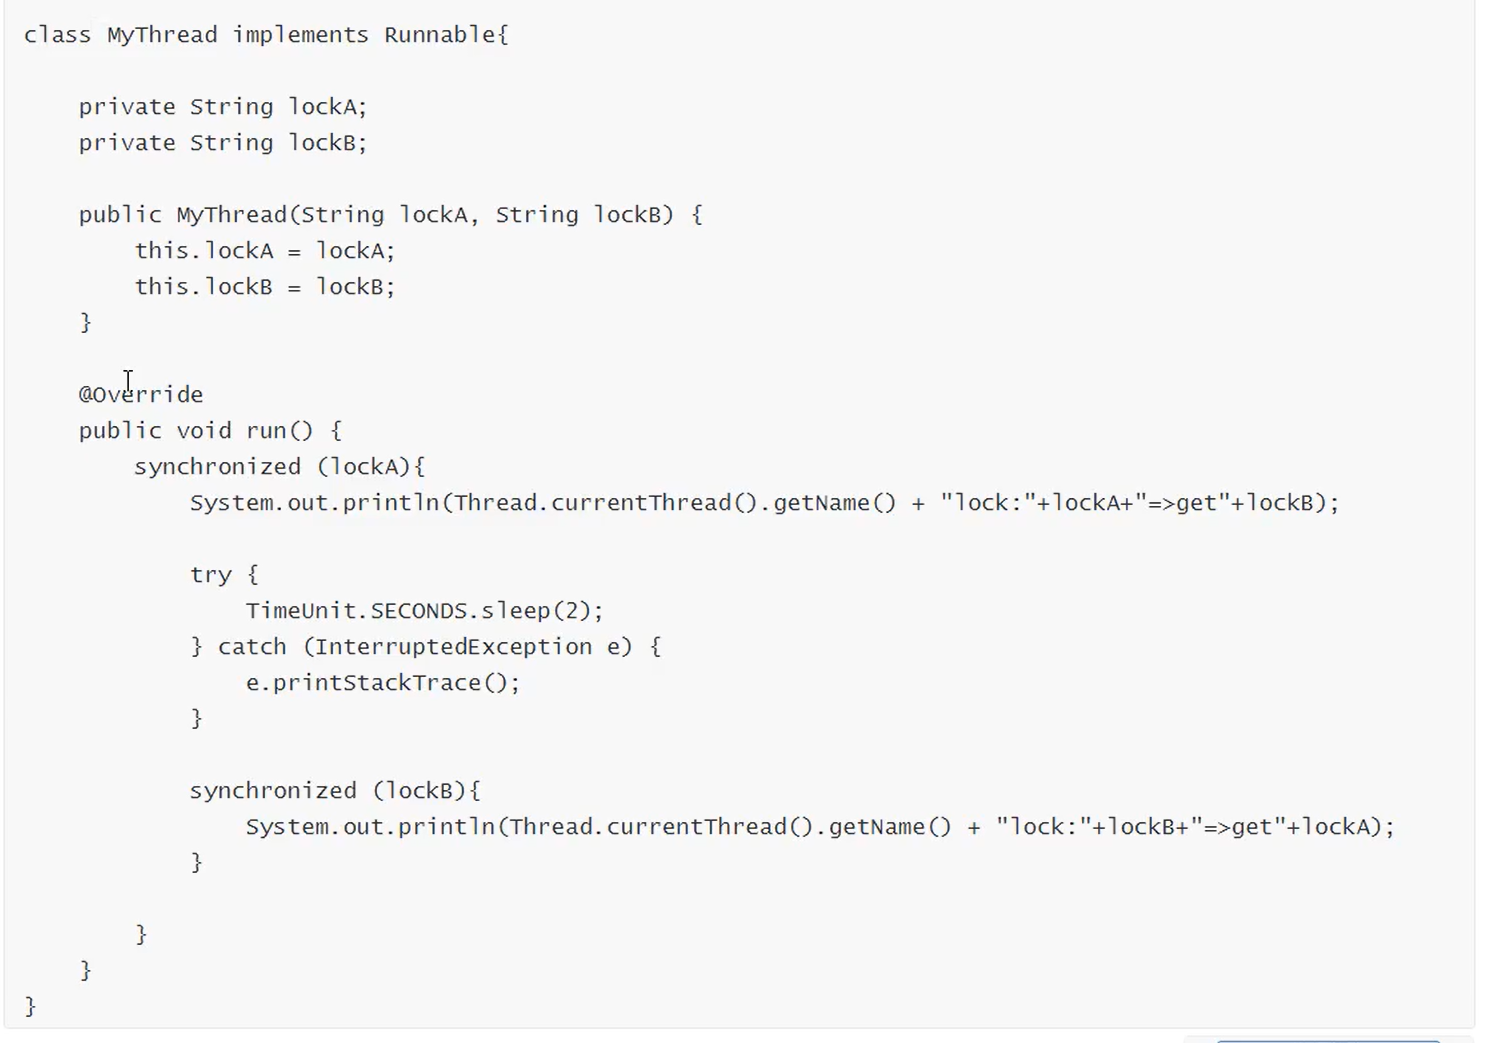 class MyThread implements Runnable{
private String lockA;
private String lockB;
public MyThread(String lockA, String lockB) {
this.lockA = lockA;
this.lockB = lockB;
}
@Override
public void run() {
synchronized (lockA){
System.out.println(Thread.currentThread().getName() + "lock:"+lockA+"=>get"+lockB);
try {
TimeUnit.SECONDS.sleep(2);
} catch (InterruptedException e) {
e.printStackTrace();
}
synchronized (lockB){
System.out.println(Thread.currentThread().getName() + "lock:"+lockB+"=>get"+lockA);
}
}
}
}